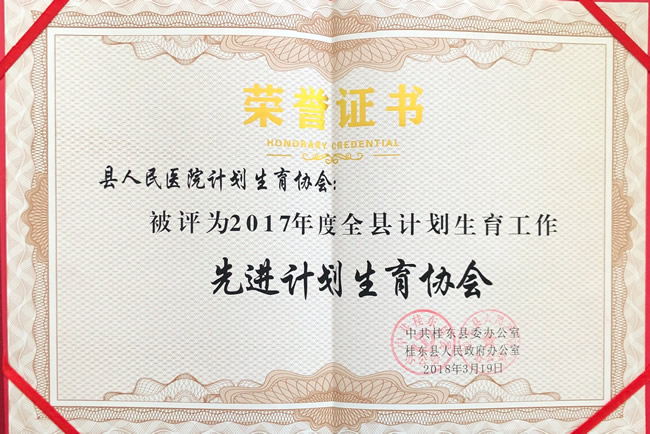 荣誉证书
HONORARY CREDENTIAL
县人民医院计划生育协会：
被评为2017年度全县计划生育工作
先进计划生育协会
中共桂东县委办公室
桂东县人民政府办公室
2018年3月19日